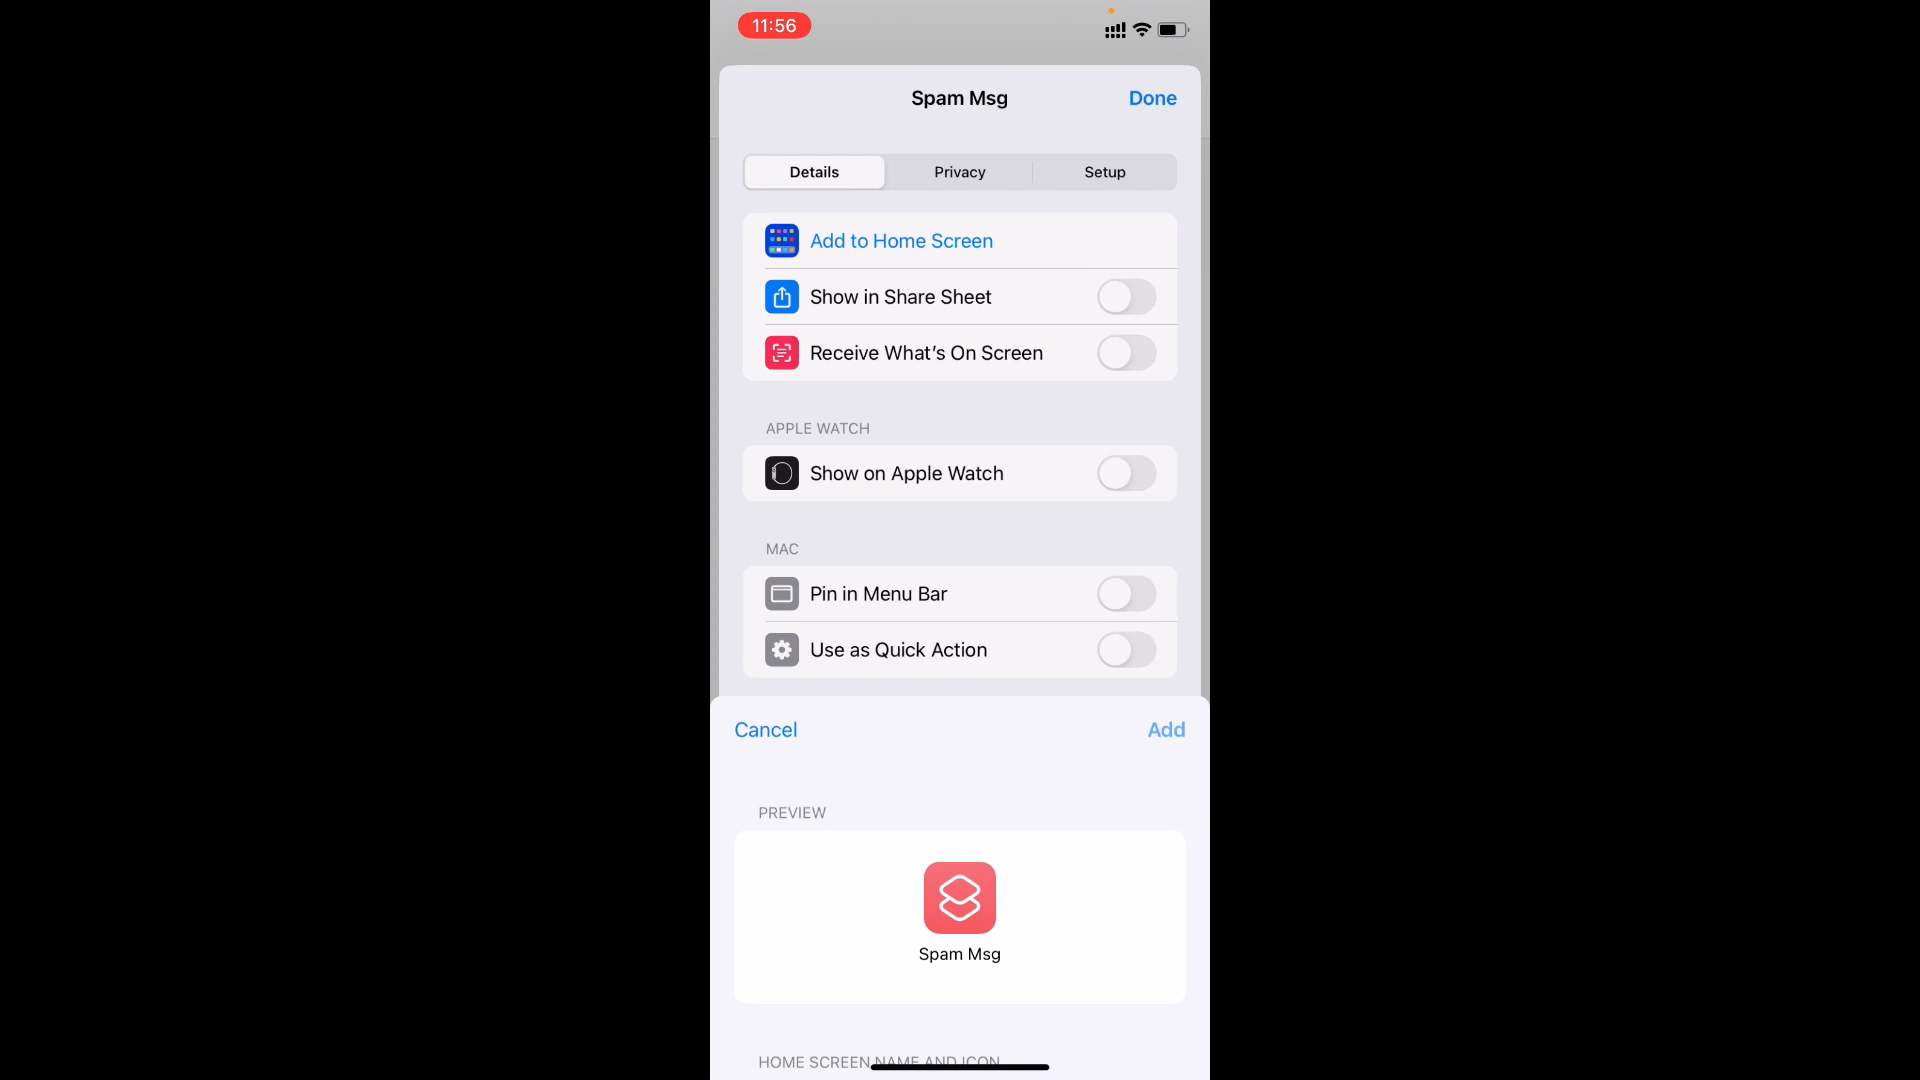 11:56
Spam Msg
Done
Details
Privacy
Setup
Add to Home Screen
Show in Share Sheet
Receive What’s On Screen
APPLE WATCH
Show on Apple Watch
MAC
Pin in Menu Bar
Use as Quick Action
Cancel
Add
PREVIEW
Spam Msg
HOME SCREEN NAME AND ICON